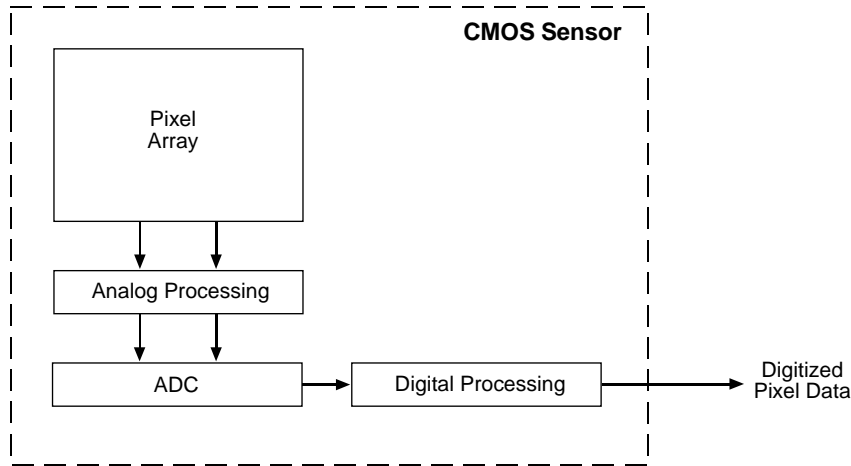 CMOS Sensor
Pixel
Array
Analog Processing
ADC
Digital Processing
Digitized
Pixel Data